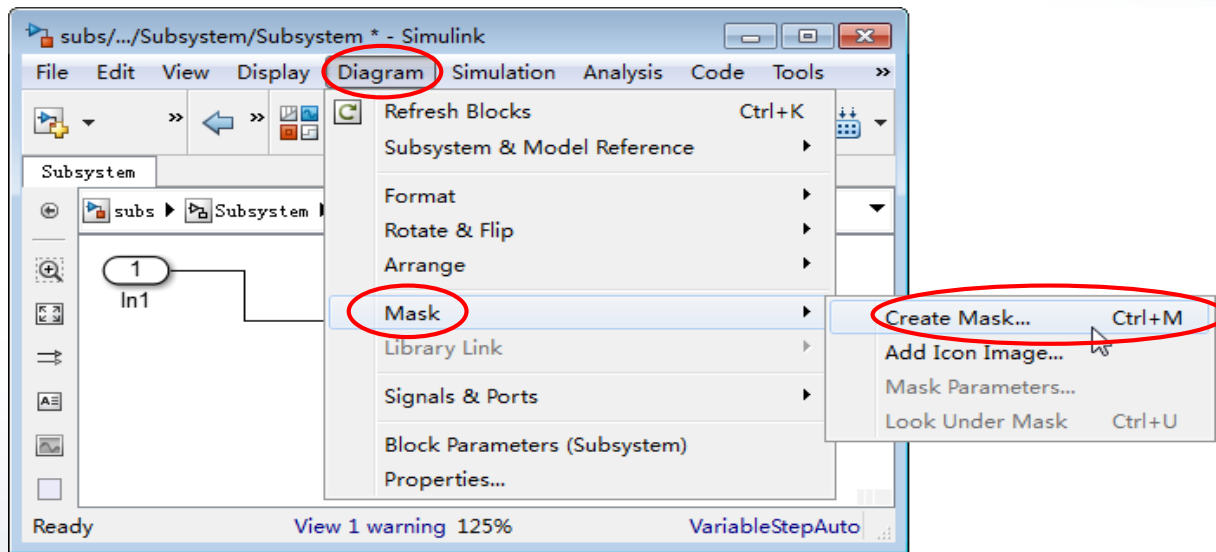 subs/.../Subsystem/Subsystem * - Simulink
File Edit View Display Diagram Simulation Analysis Code Tools »
» »
Refresh Blocks Ctrl+K
Subsystem & Model Reference
Subsystem
Format
subs Subsystem
Rotate & Flip
Arrange
1
In1
Mask
Create Mask... Ctrl+M
Library Link
Add Icon Image...
Mask Parameters...
Signals & Ports
Look Under Mask Ctrl+U
Block Parameters (Subsystem)
Properties...
Ready View 1 warning 125% VariableStepAuto